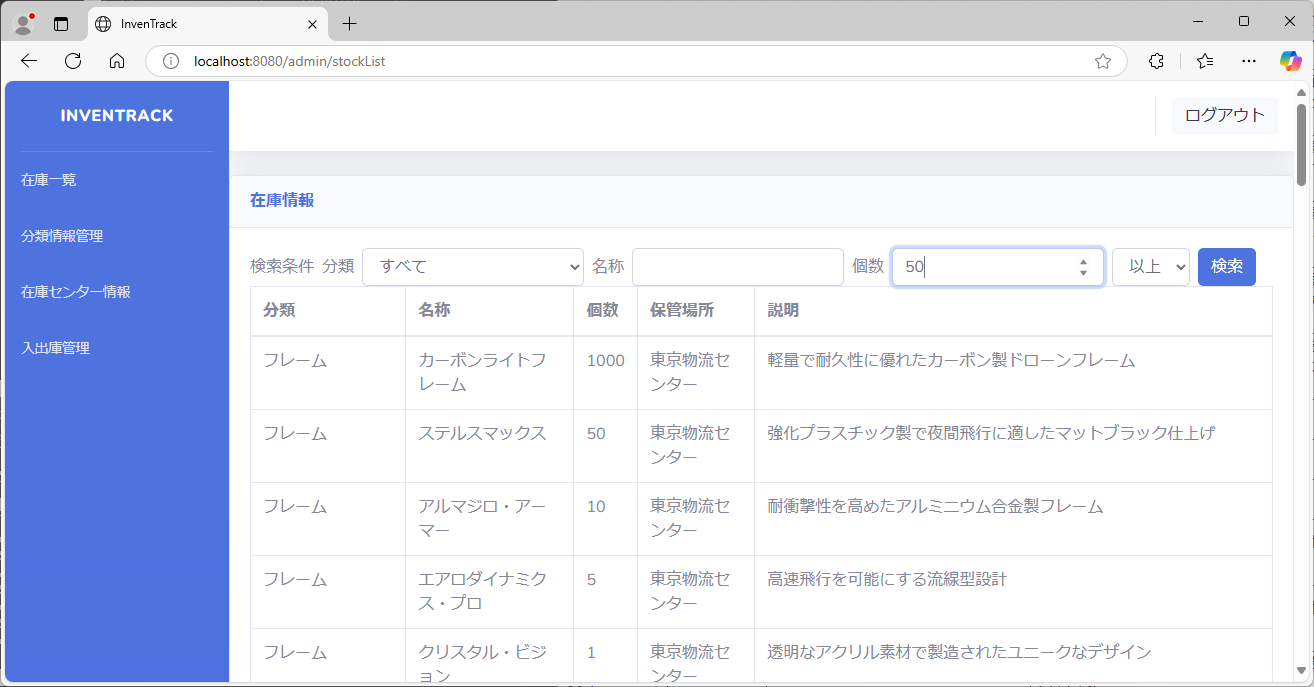 InvenTrack
localhost:8080/admin/stockList
INVENTRACK
ログアウト
在庫一覧
分類情報管理
在庫センター情報
入出庫管理
在庫情報
検索条件 分類 すべて 名称 個数 50 以上 検索
分類 名称 個数 保管場所 説明
フレーム カーボンライトフ 1000 東京物流セ 軽量で耐久性に優れたカーボン製ドローンフレーム
レーム ンター
フレーム ステルスマックス 50 東京物流セ 強化プラスチック製で夜間飛行に適したマットブラック仕上げ
ンター
フレーム アルマジロ・アー 10 東京物流セ 耐衝撃性を高めたアルミニウム合金製フレーム
マー ンター
フレーム エアロダイナミク 5 東京物流セ 高速飛行を可能にする流線型設計
ス・プロ ンター
フレーム クリスタル・ビジ 1 東京物流セ 透明なアクリル素材で製造されたユニークなデザイン
ョン ンター